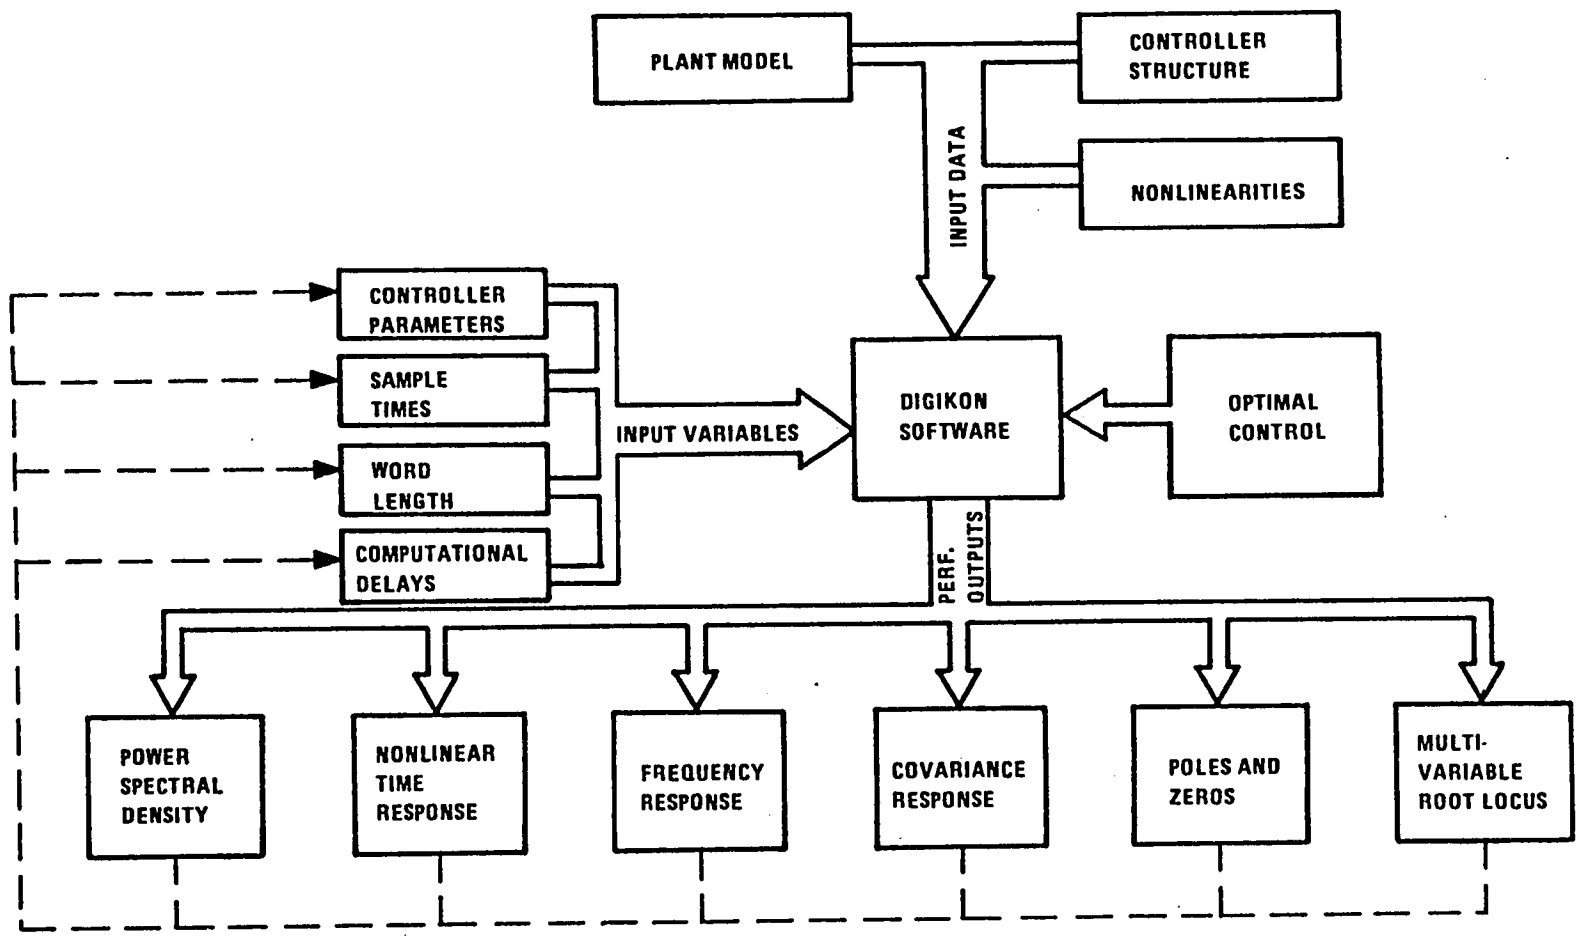 PLANT MODEL
CONTROLLER
STRUCTURE
INPUT DATA
NONLINEARITIES
CONTROLLER
PARAMETERS
SAMPLE
TIMES
WORD
LENGTH
COMPUTATIONAL
DELAYS
INPUT VARIABLES
DIGIKON
SOFTWARE
OPTIMAL
CONTROL
PERF.
OUTPUTS
POWER
SPECTRAL
DENSITY
NONLINEAR
TIME
RESPONSE
FREQUENCY
RESPONSE
COVARIANCE
RESPONSE
POLES AND
ZEROS
MULTI-
VARIABLE
ROOT LOCUS